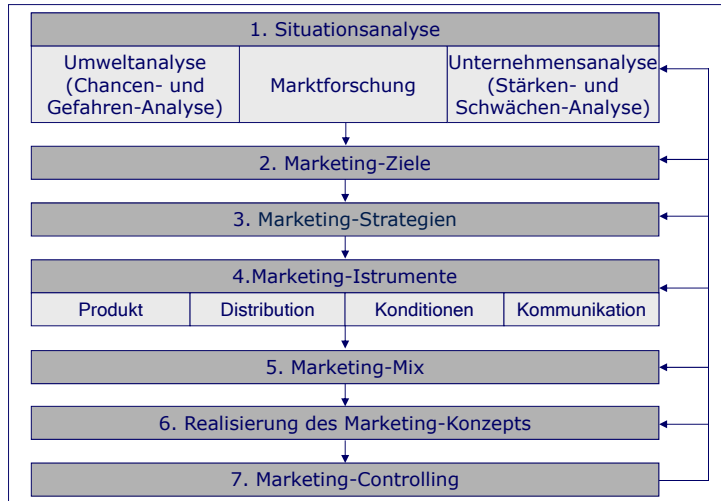 1. Situationsanalyse
Umweltanalyse
(Chancen- und
Gefahren-Analyse)
Marktforschung
Unternehmensanalyse
(Stärken- und
Schwächen-Analyse)
2. Marketing-Ziele
3. Marketing-Strategien
4.Marketing-Istrumente
Produkt
Distribution
Konditionen
Kommunikation
5. Marketing-Mix
6. Realisierung des Marketing-Konzepts
7. Marketing-Controlling